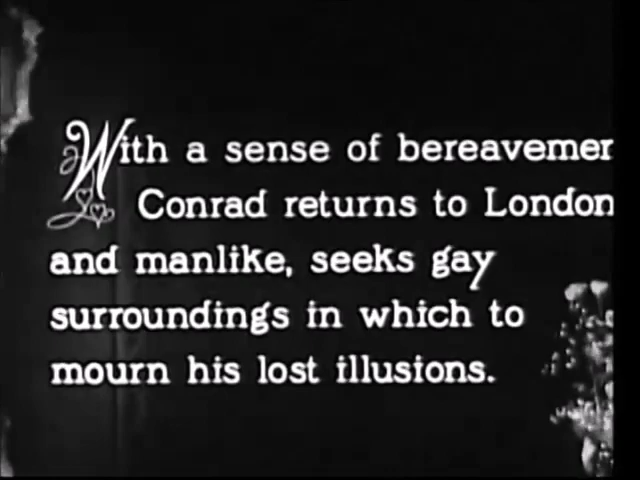 With a sense of bereavemen
Conrad returns to London
and manlike, seeks gay
surroundings in which to
mourn his lost illusions.